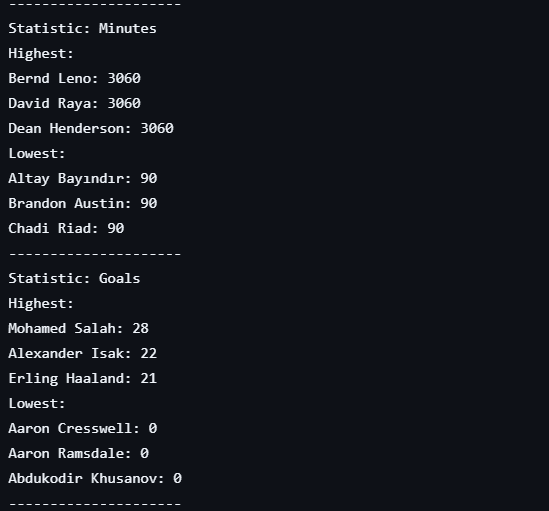 ---------------------
Statistic: Minutes
Highest:
Bernd Leno: 3060
David Raya: 3060
Dean Henderson: 3060
Lowest:
Altay Bayındır: 90
Brandon Austin: 90
Chadi Riad: 90
---------------------
Statistic: Goals
Highest:
Mohamed Salah: 28
Alexander Isak: 22
Erling Haaland: 21
Lowest:
Aaron Cresswell: 0
Aaron Ramsdale: 0
Abdukodir Khusanov: 0
---------------------